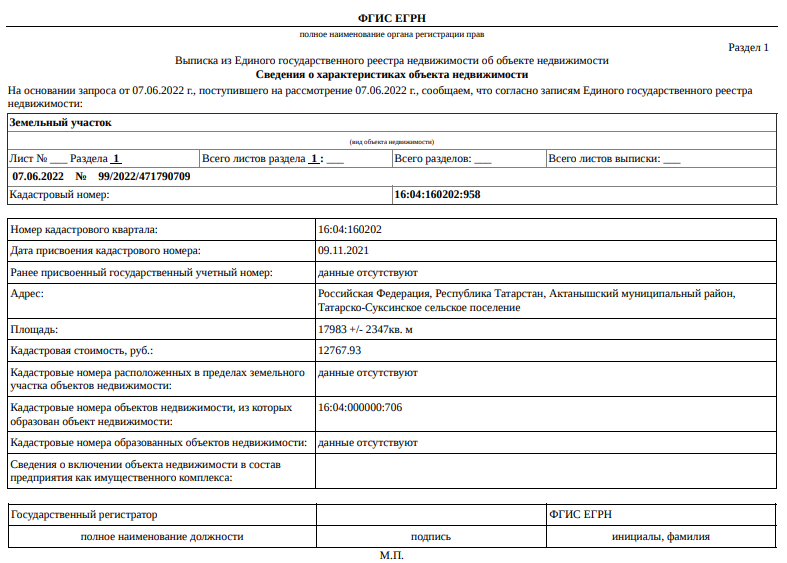 ФГИС ЕГРН
полное наименование органа регистрации прав
Раздел 1
Выписка из Единого государственного реестра недвижимости об объекте недвижимости
Сведения о характеристиках объекта недвижимости
На основании запроса от 07.06.2022 г., поступившего на рассмотрение 07.06.2022 г., сообщаем, что согласно записям Единого государственного реестра
недвижимости:
Земельный участок
(вид объекта недвижимости)
Лист № ___ Раздела 1 Всего листов раздела 1 : ___ Всего разделов: ___ Всего листов выписки: ___
07.06.2022 № 99/2022/471790709
Кадастровый номер: 16:04:160202:958
Номер кадастрового квартала: 16:04:160202
Дата присвоения кадастрового номера: 09.11.2021
Ранее присвоенный государственный учетный номер: данные отсутствуют
Адрес: Российская Федерация, Республика Татарстан, Актанышский муниципальный район,
Татарско-Суксинское сельское поселение
Площадь: 17983 +/- 2347кв. м
Кадастровая стоимость, руб.: 12767.93
Кадастровые номера расположенных в пределах земельного данные отсутствуют
участка объектов недвижимости:
Кадастровые номера объектов недвижимости, из которых 16:04:000000:706
образован объект недвижимости:
Кадастровые номера образованных объектов недвижимости: данные отсутствуют
Сведения о включении объекта недвижимости в состав
предприятия как имущественного комплекса:
Государственный регистратор ФГИС ЕГРН
полное наименование должности подпись инициалы, фамилия
М.П.